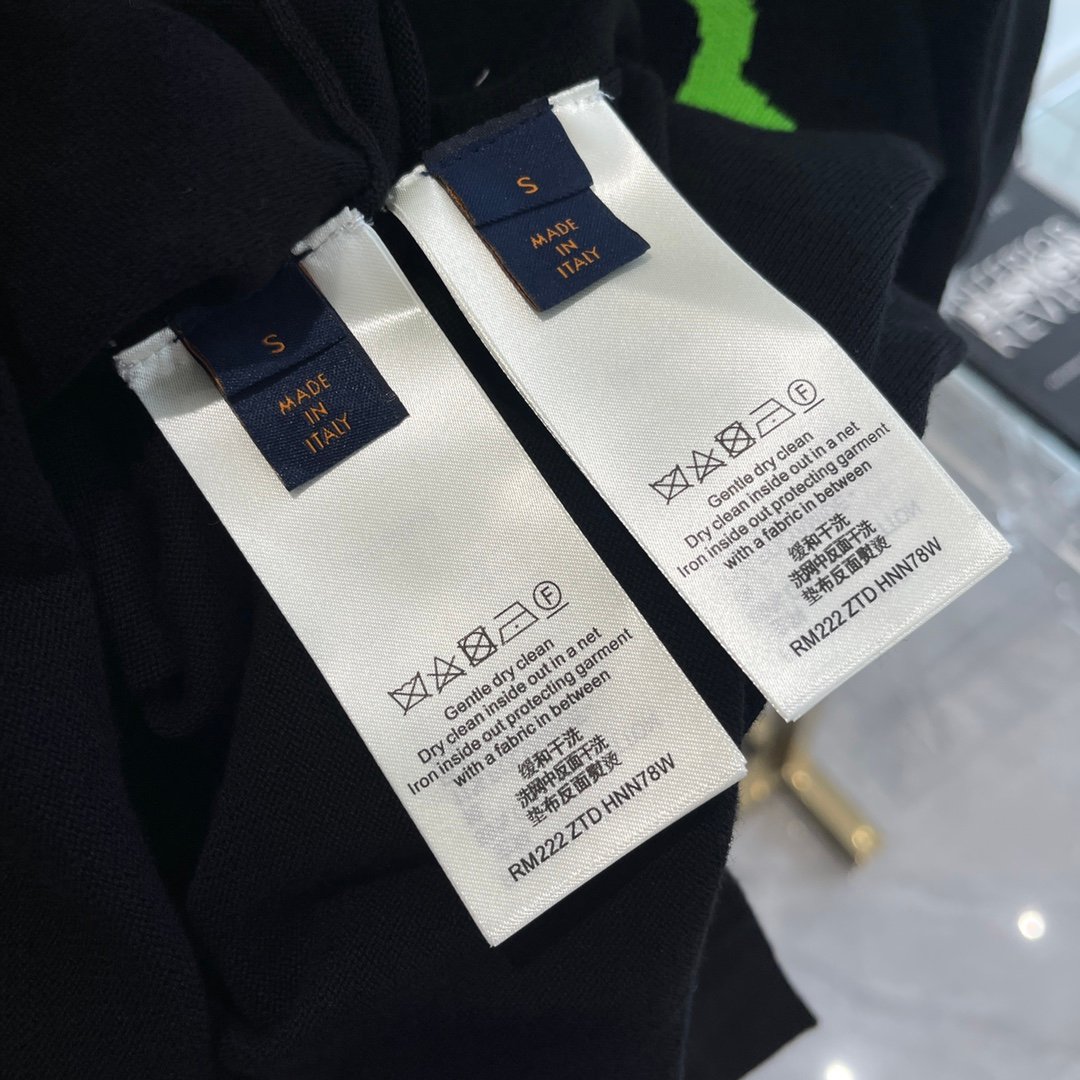 S
MADE
IN
ITALY
F
Gentle dry clean
Dry clean inside out in a net
Iron inside out protecting garment
with a fabric in between
缓和干洗
洗网中反面干洗
垫布反面熨烫
RM222 ZTD HNN78W
S
MADE
IN
ITALY
F
Gentle dry clean
Dry clean inside out in a net
Iron inside out protecting garment
with a fabric in between
缓和干洗
洗网中反面干洗
垫布反面熨烫
RM222 ZTD HNN78W